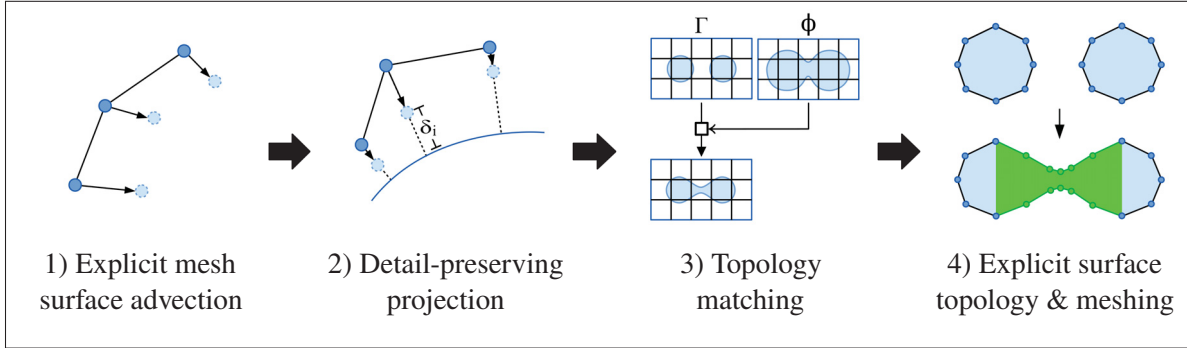 Γ ϕ
δi
1) Explicit mesh
surface advection
2) Detail-preserving
projection
3) Topology
matching
4) Explicit surface
topology & meshing